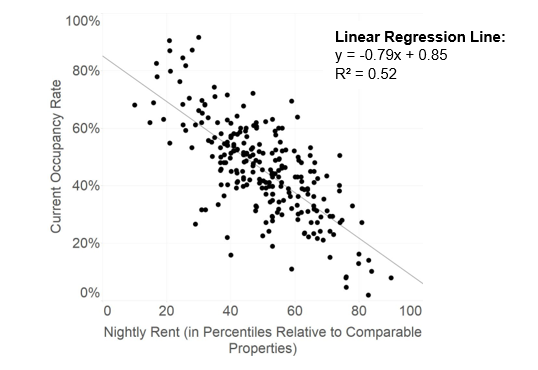 Linear Regression Line:
y = -0.79x + 0.85
R² = 0.52
Current Occupancy Rate
100%
80%
60%
40%
20%
0%
0 20 40 60 80 100
Nightly Rent (in Percentiles Relative to Comparable
Properties)